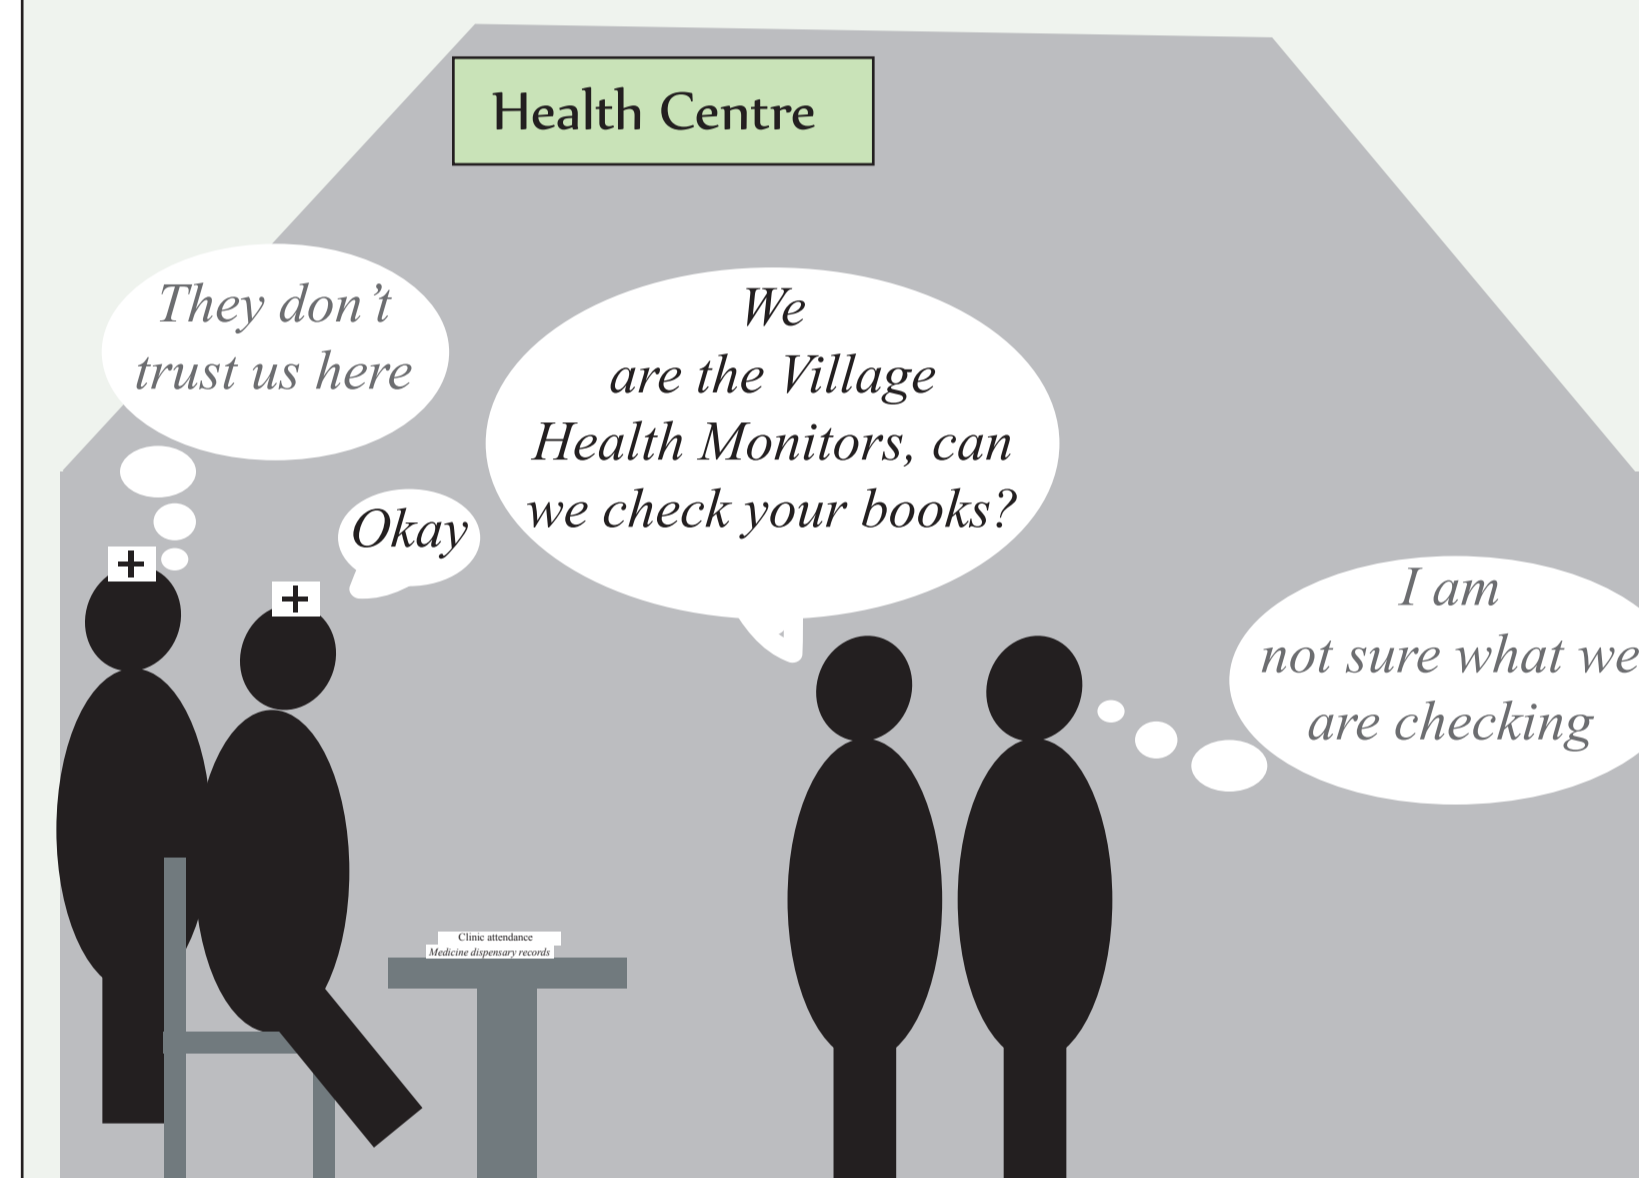 Health Centre
They don’t
trust us here
Okay
We
are the Village
Health Monitors, can
we check your books?
I am
not sure what we
are checking
Clinic attendance
Medicine dispensary records